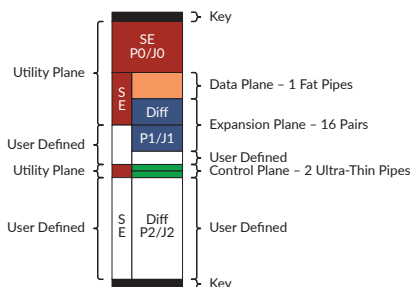 Key
SE
P0/J0
Utility Plane
Data Plane – 1 Fat Pipes
S
E
Diff
Expansion Plane – 16 Pairs
P1/J1
User Defined
User Defined
Utility Plane
Control Plane – 2 Ultra-Thin Pipes
User Defined
S
E
Diff
P2/J2
User Defined
Key